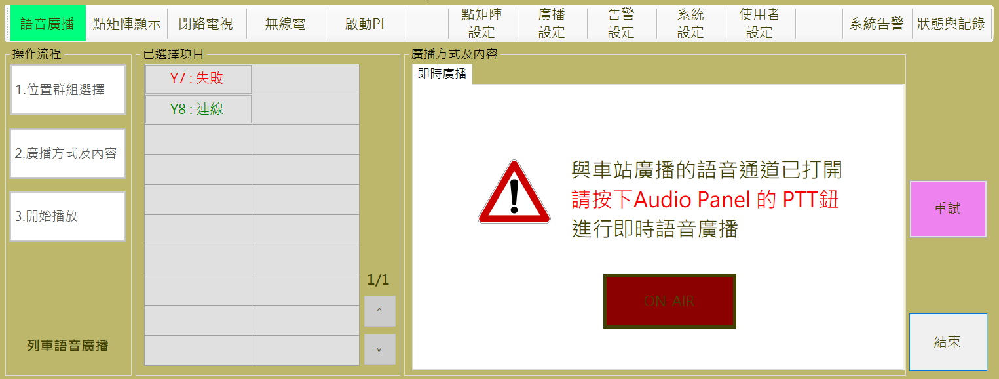 語音廣播
點矩陣顯示
閉路電視
無線電
啟動PI
點矩陣
設定
廣播
設定
告警
設定
系統
設定
使用者
設定
系統告警
狀態與記錄
操作流程
1.位置群組選擇
2.廣播方式及內容
3.開始播放
列車語音廣播
已選擇項目
Y7 : 失敗
Y8 : 連線
1/1
^
v
廣播方式及內容
即時廣播
與車站廣播的語音通道已打開
請按下Audio Panel 的 PTT鈕
進行即時語音廣播
ON-AIR
重試
結束